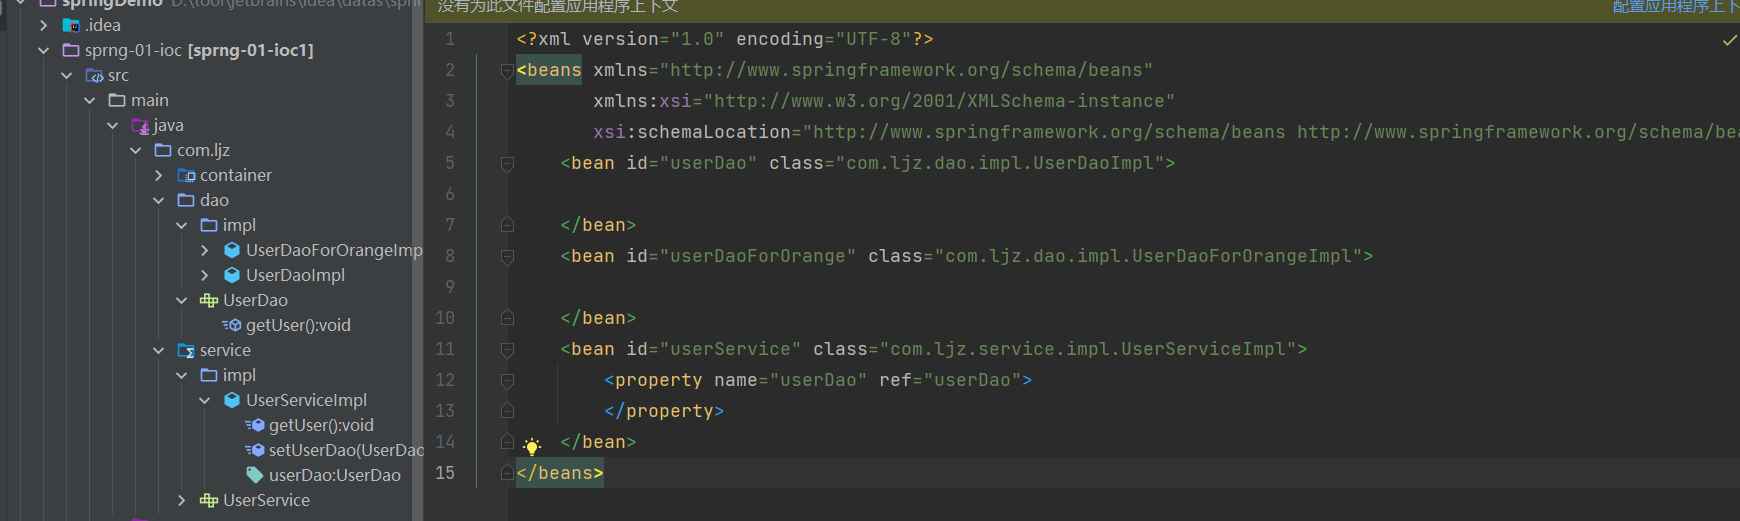 springDemo
.idea
sprng-01-ioc [sprng-01-ioc1]
src
main
java
com.ljz
container
dao
impl
UserDaoForOrangeImp
UserDaoImpl
UserDao
getUser():void
service
impl
UserServiceImpl
getUser():void
setUserDao(UserDao
userDao:UserDao
UserService
没有为此文件配置应用程序上下文
配置应用程序上下
1 <?xml version="1.0" encoding="UTF-8"?>
2 <beans xmlns="http://www.springframework.org/schema/beans"
3 xmlns:xsi="http://www.w3.org/2001/XMLSchema-instance"
4 xsi:schemaLocation="http://www.springframework.org/schema/beans http://www.springframework.org/schema/bea
5 <bean id="userDao" class="com.ljz.dao.impl.UserDaoImpl">
6
7 </bean>
8 <bean id="userDaoForOrange" class="com.ljz.dao.impl.UserDaoForOrangeImpl">
9
10 </bean>
11 <bean id="userService" class="com.ljz.service.impl.UserServiceImpl">
12 <property name="userDao" ref="userDao">
13 </property>
14 </bean>
15 </beans>